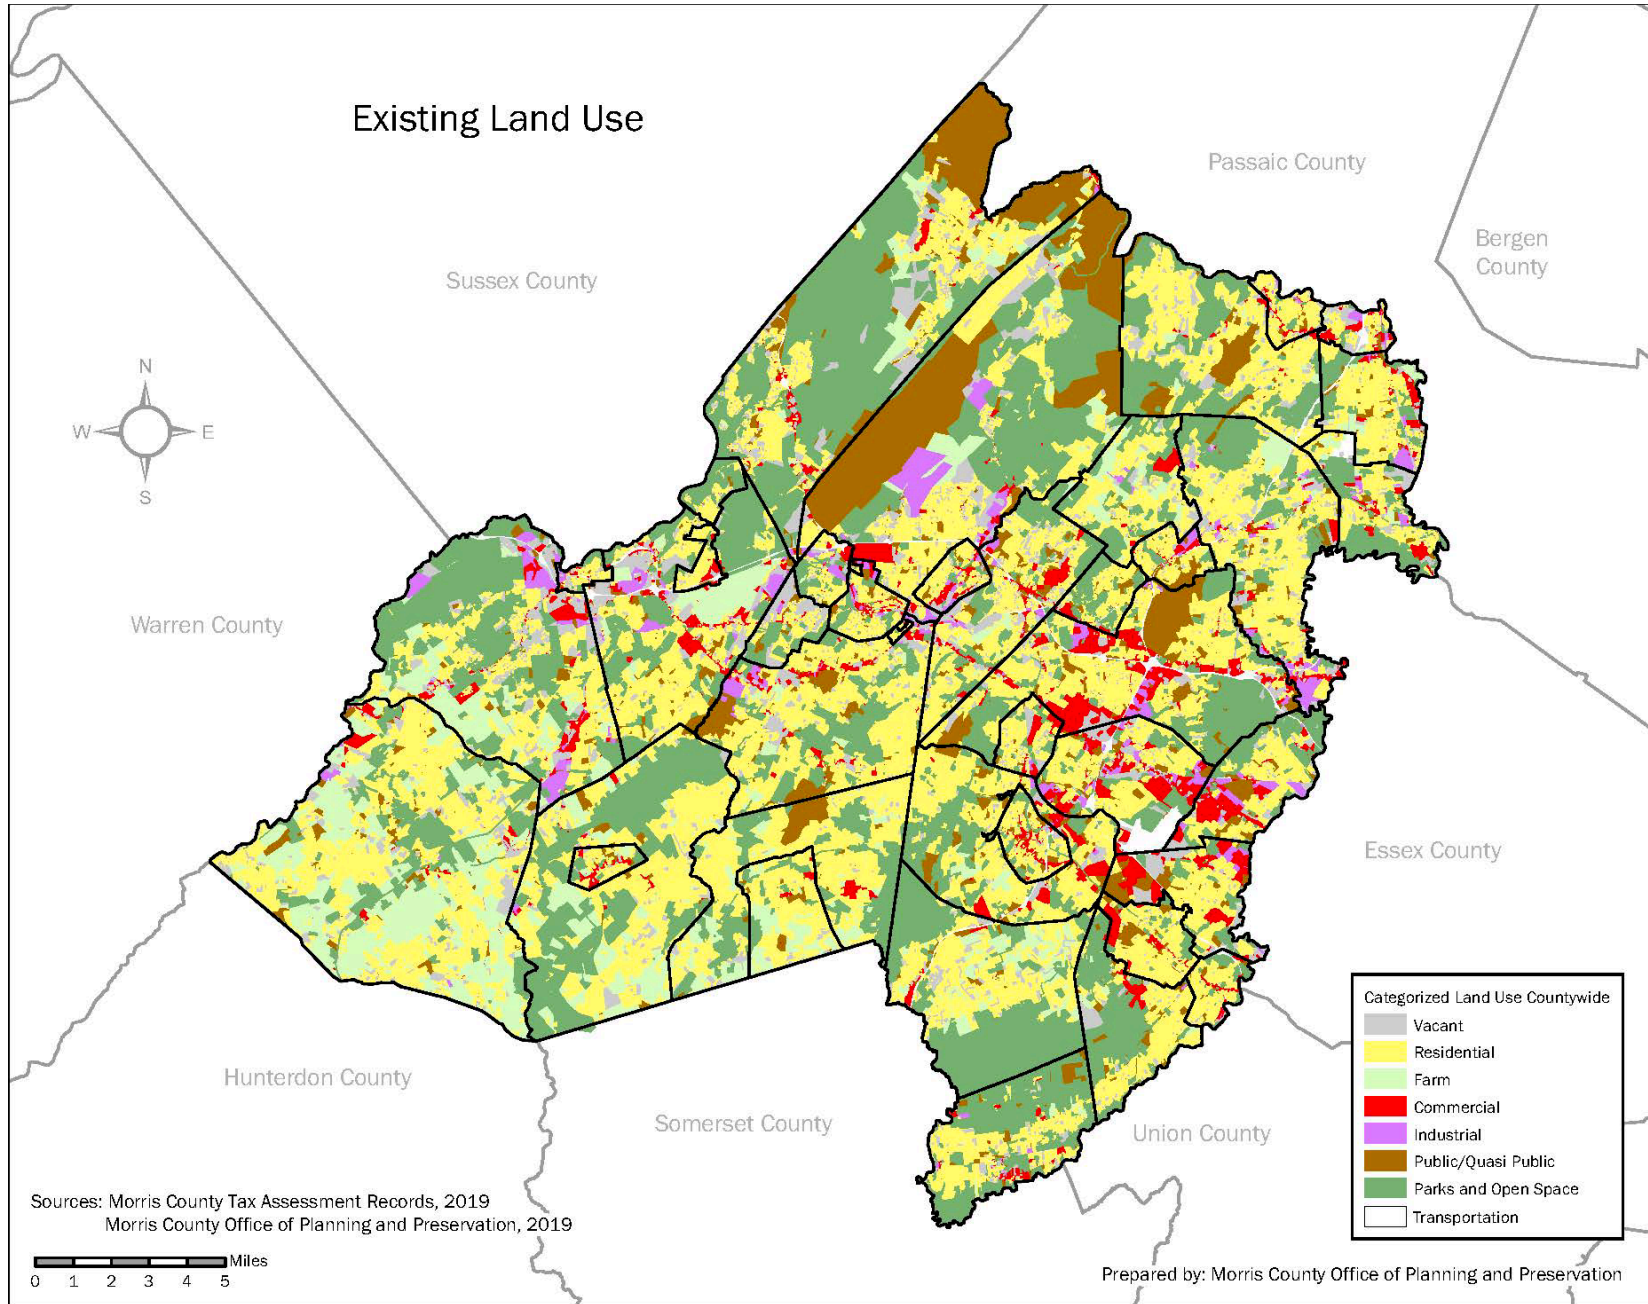 Existing Land Use
Passaic County
Bergen
County
Sussex County
N
W
E
S
Warren County
Essex County
Hunterdon County
Somerset County
Union County
Categorized Land Use Countywide
Vacant
Residential
Farm
Commercial
Industrial
Public/Quasi Public
Parks and Open Space
Transportation
Sources: Morris County Tax Assessment Records, 2019
Morris County Office of Planning and Preservation, 2019
Miles
0 1 2 3 4 5
Prepared by: Morris County Office of Planning and Preservation